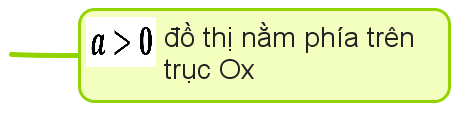 a > 0 đồ thị nằm phía trên
trục Ox